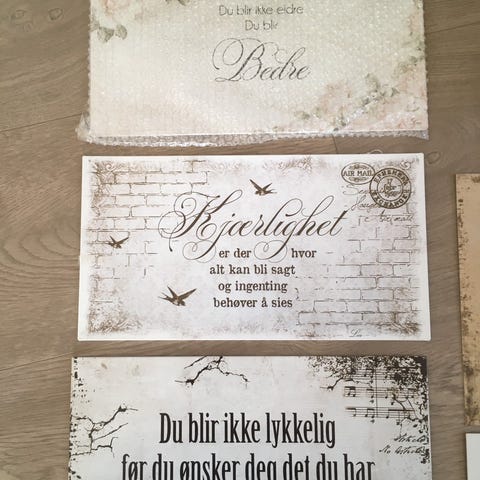 Du blir ikke eldre
Du blir
Bedre
AIR MAIL
Kjærlighet
er der hvor
alt kan bli sagt
og ingenting
behøver å sies
Du blir ikke lykkelig
før du ønsker deg det du har